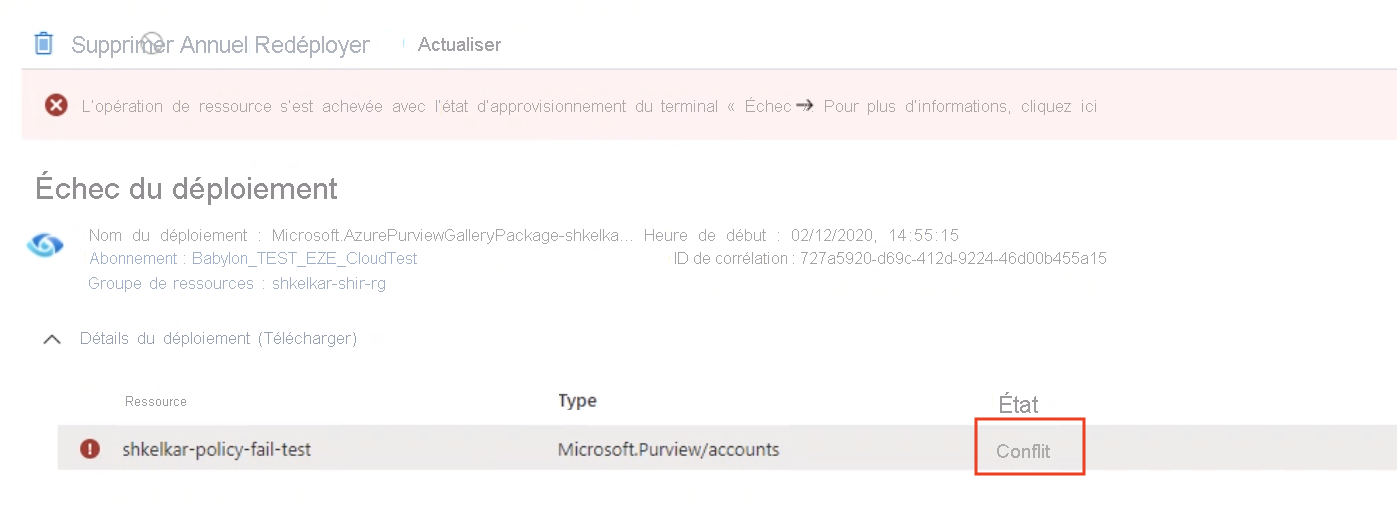 Supprimer Annuel Redéployer Actualiser
L'opération de ressource s'est achevée avec l'état d'approvisionnement du terminal « Échec → Pour plus d'informations, cliquez ici
Échec du déploiement
Nom du déploiement : Microsoft.AzurePurviewGalleryPackage-shkelka... Heure de début : 02/12/2020, 14:55:15
Abonnement : Babylon_TEST_EZE_CloudTest ID de corrélation : 727a5920-d69c-412d-9224-46d00b455a15
Groupe de ressources : shkelkar-shir-rg
Détails du déploiement (Télécharger)
Ressource Type État
shkelkar-policy-fail-test Microsoft.Purview/accounts Conflit